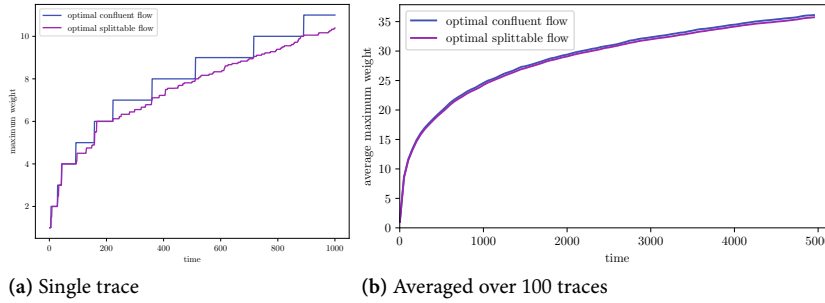 optimal confluent flow
optimal splittable flow
10
8
6
4
2
maximum weight
0
200
400
600
800
1000
time
(a) Single trace
optimal confluent flow
optimal splittable flow
35
30
25
20
15
10
5
0
average maximum weight
0
1000
2000
3000
4000
5000
time
(b) Averaged over 100 traces